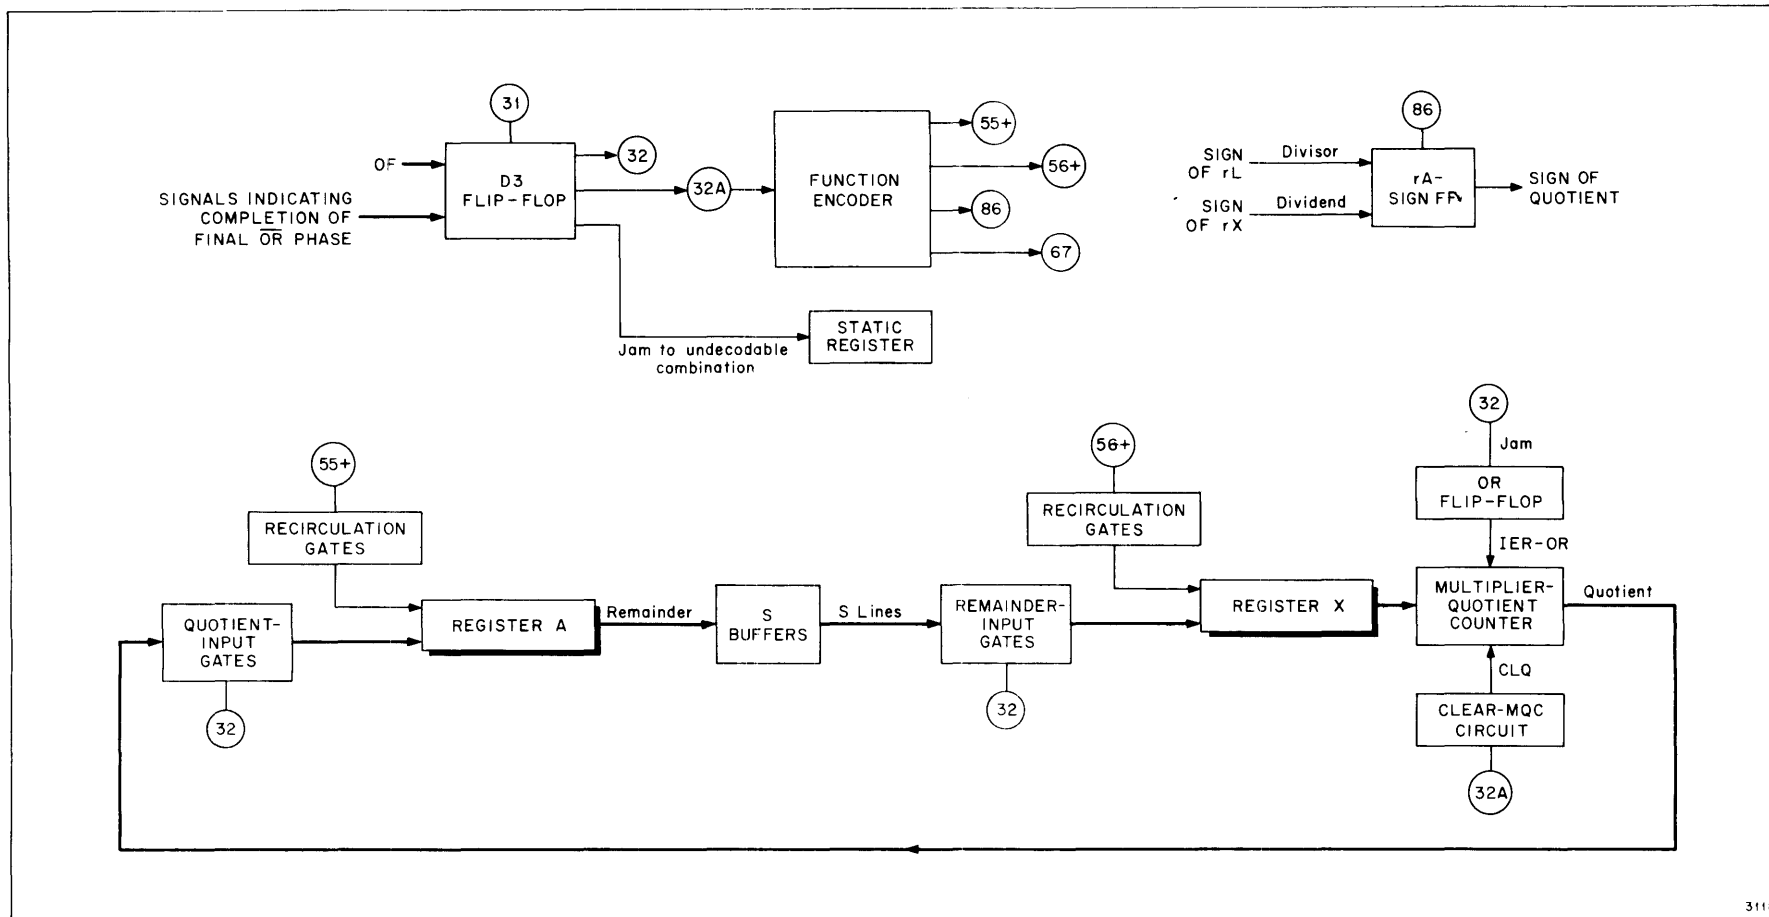 31
OF
D3
FLIP-FLOP
32
SIGNALS INDICATING
COMPLETION OF
FINAL OR PHASE
32A
FUNCTION
ENCODER
55+
56+
86
67
STATIC
REGISTER
Jam to undecodable
combination
86
SIGN
OF rL
Divisor
SIGN
OF rX
Dividend
rA-
SIGN FF
SIGN OF
QUOTIENT
55+
RECIRCULATION
GATES
56+
RECIRCULATION
GATES
32
Jam
OR
FLIP-FLOP
IER-OR
QUOTIENT-
INPUT
GATES
32
REGISTER A
Remainder
S
BUFFERS
S Lines
REMAINDER-
INPUT
GATES
32
REGISTER X
MULTIPLIER-
QUOTIENT
COUNTER
Quotient
CLQ
CLEAR-MQC
CIRCUIT
32A